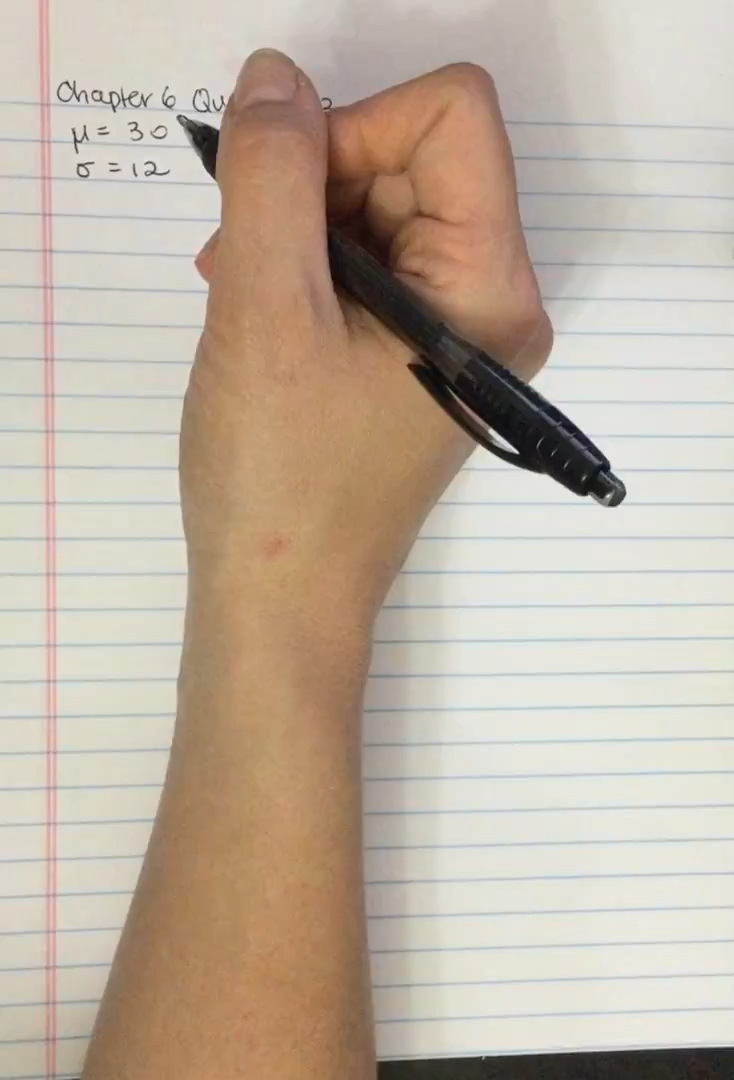 Chapter 6
μ = 30
σ = 12